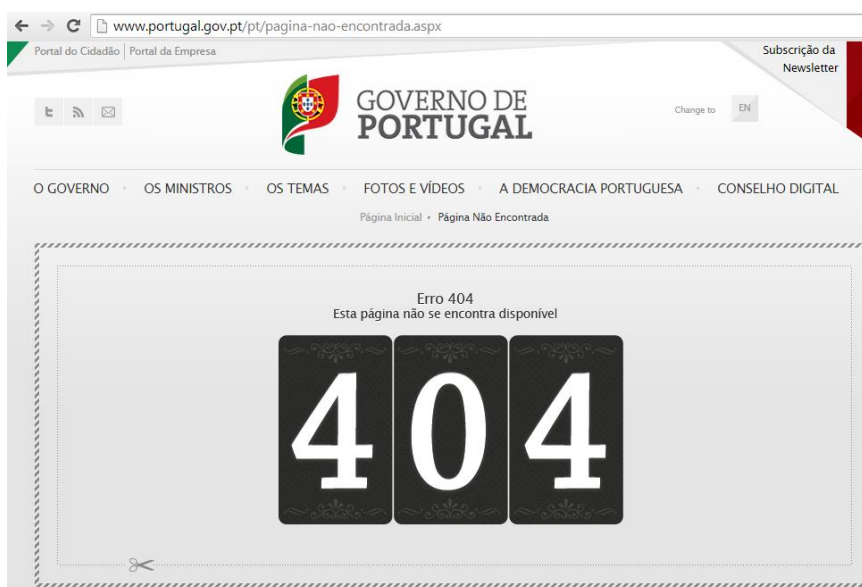 www.portugal.gov.pt/pt/pagina-nao-encontrada.aspx
Portal do Cidadão | Portal da Empresa
Subscrição da
Newsletter
GOVERNO DE
PORTUGAL
Change to EN
O GOVERNO • OS MINISTROS • OS TEMAS • FOTOS E VÍDEOS • A DEMOCRACIA PORTUGUESA • CONSELHO DIGITAL
Página Inicial • Página Não Encontrada
Erro 404
Esta página não se encontra disponível
404